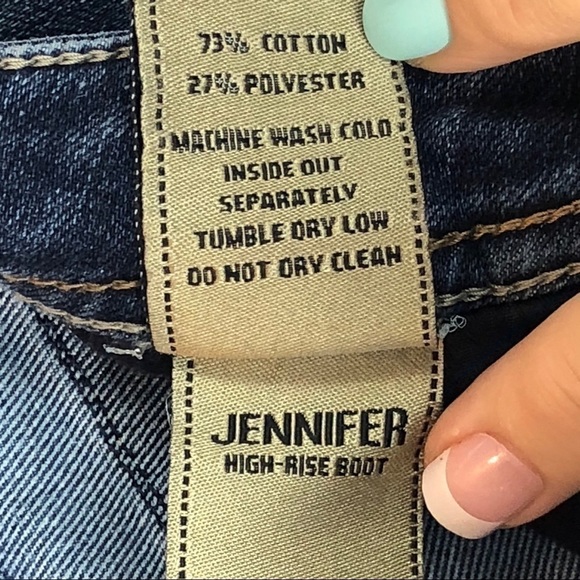 73% COTTON
27% POLYESTER
MACHINE WASH COLD
INSIDE OUT
SEPARATELY
TUMBLE DRY LOW
DO NOT DRY CLEAN
JENNIFER
HIGH-RISE BOOT